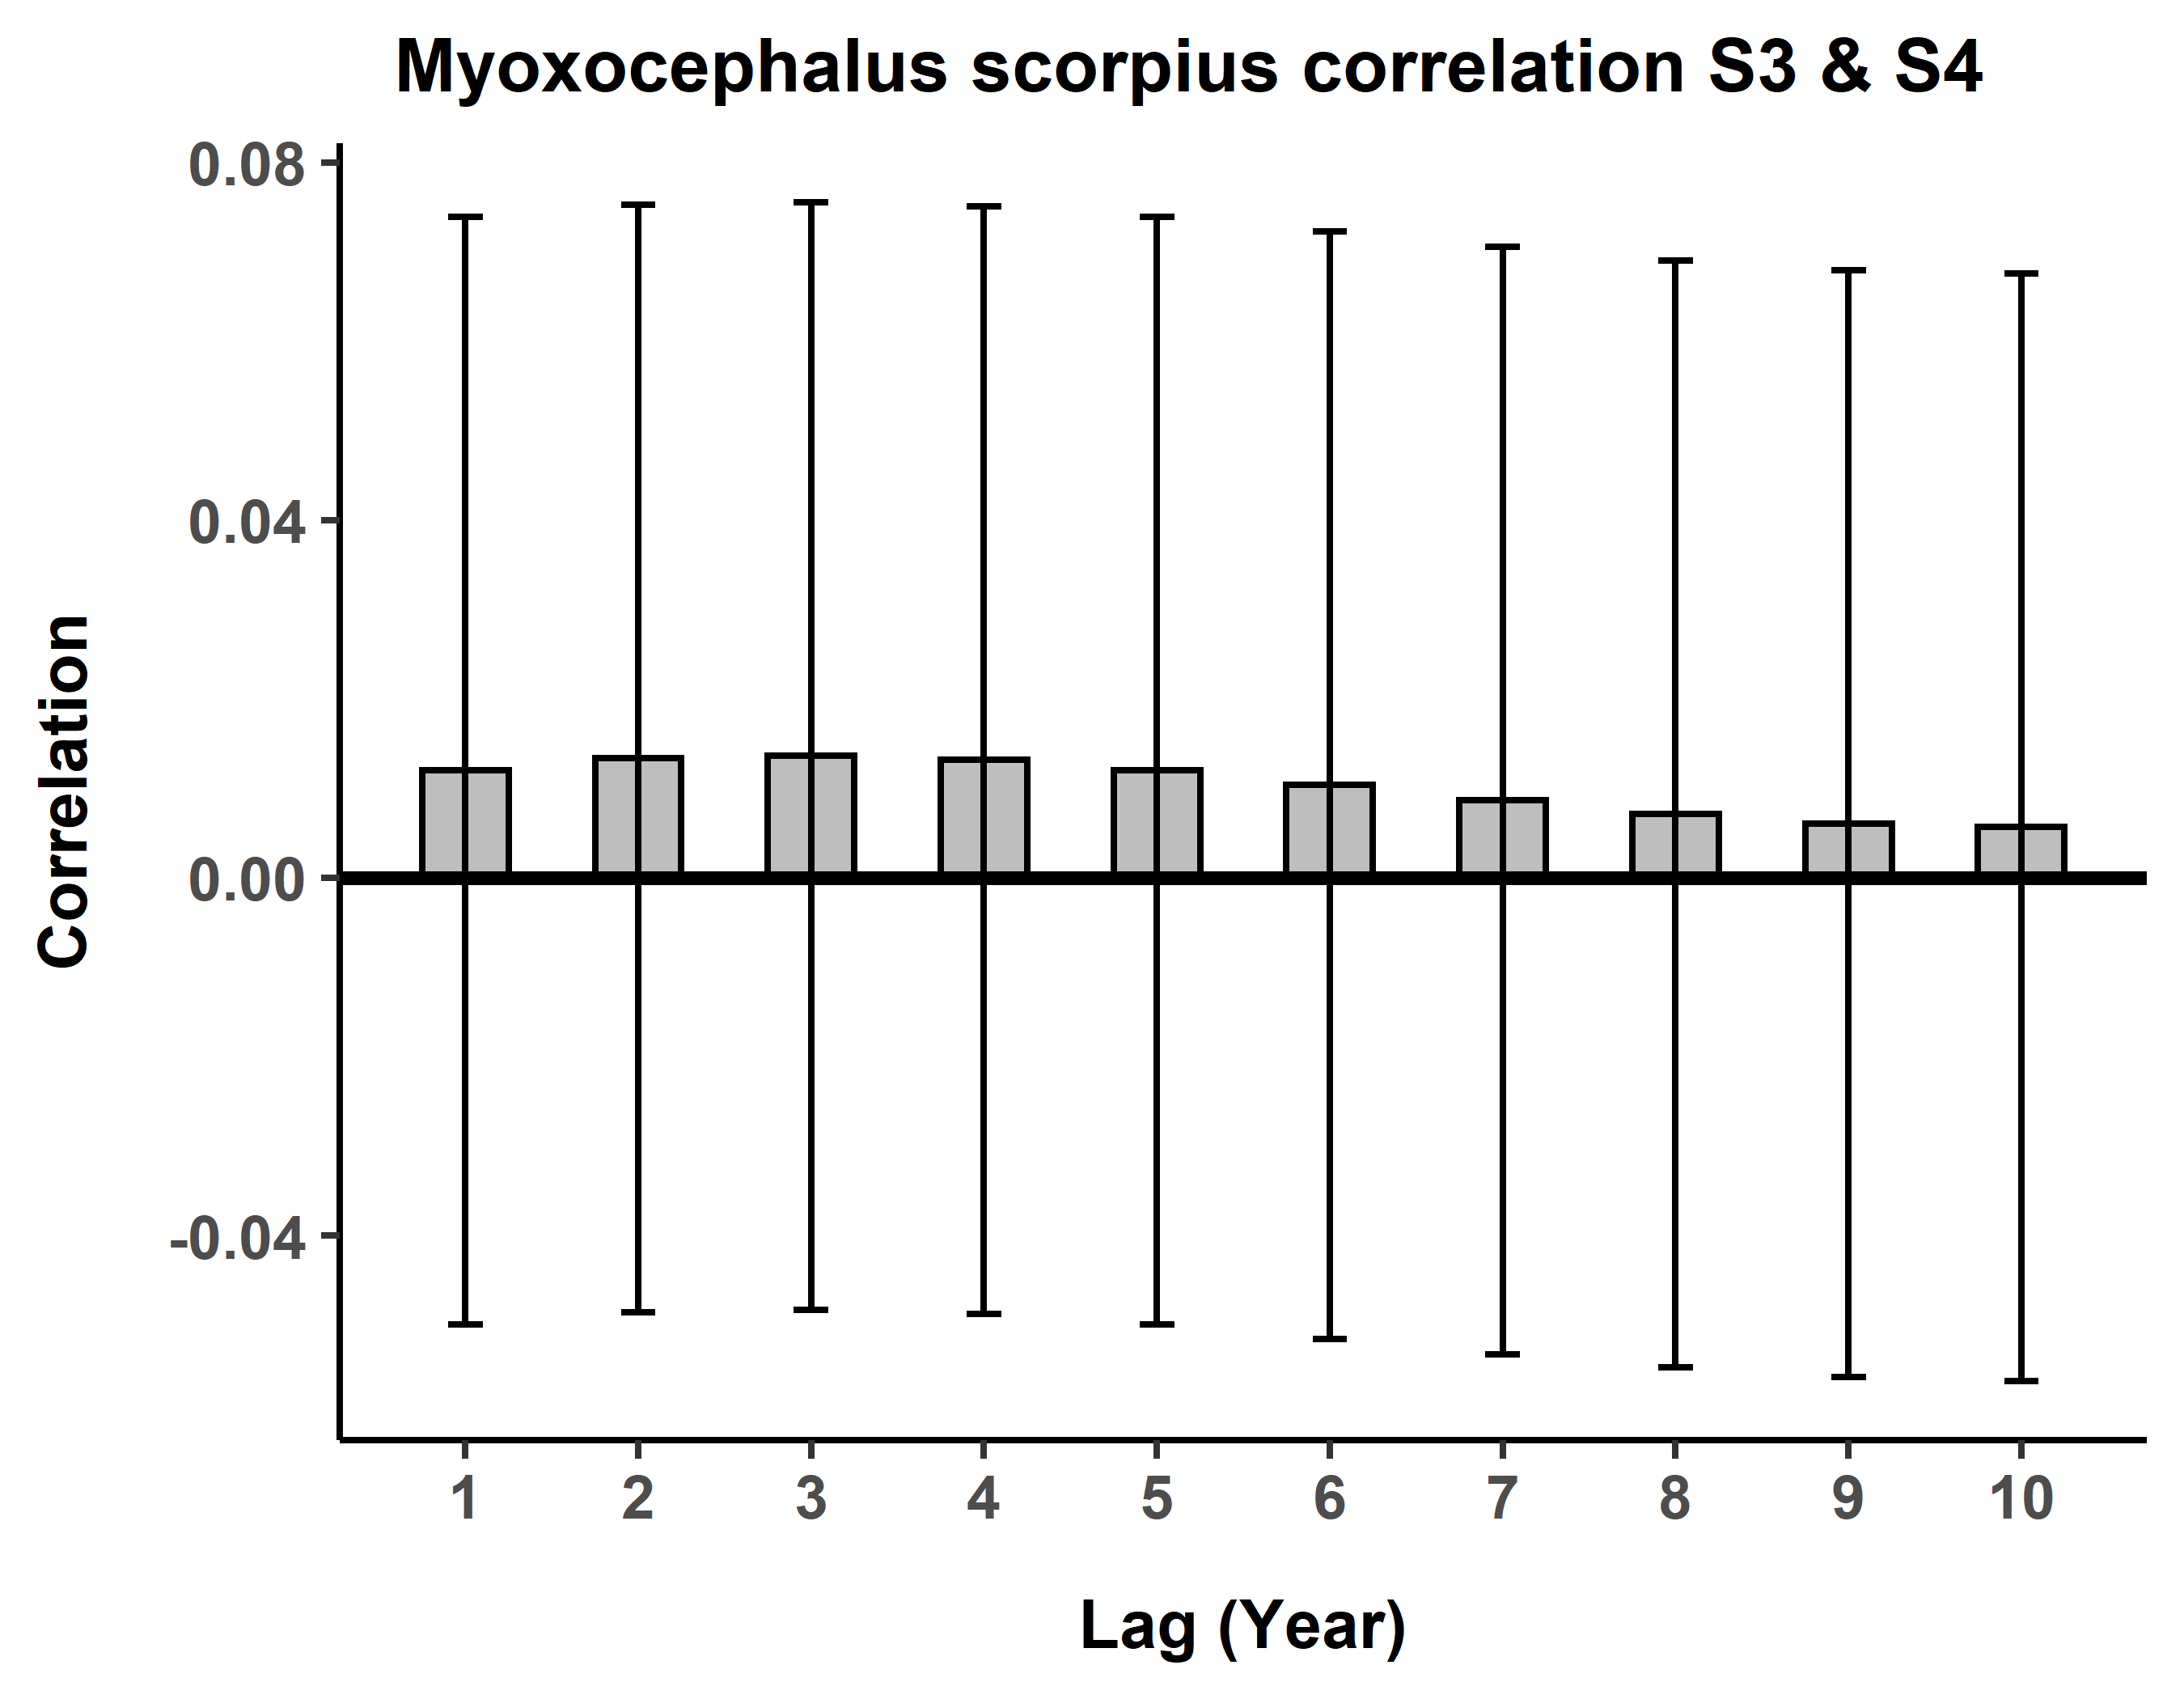 Myoxocephalus scorpius correlation S3 & S4
0.08
0.04
0.00
-0.04
Correlation
1 2 3 4 5 6 7 8 9 10
Lag (Year)